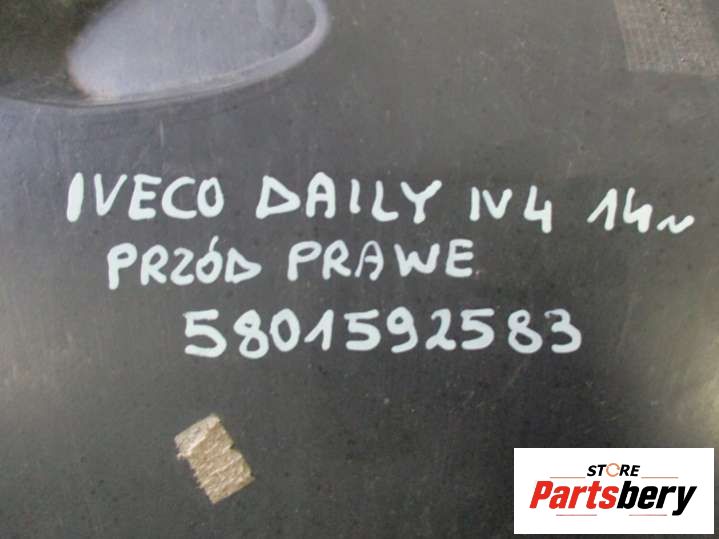 IVECO DAILY IV4 14~
PRZÓD PRAWE
5801592583
STORE
Partsbery